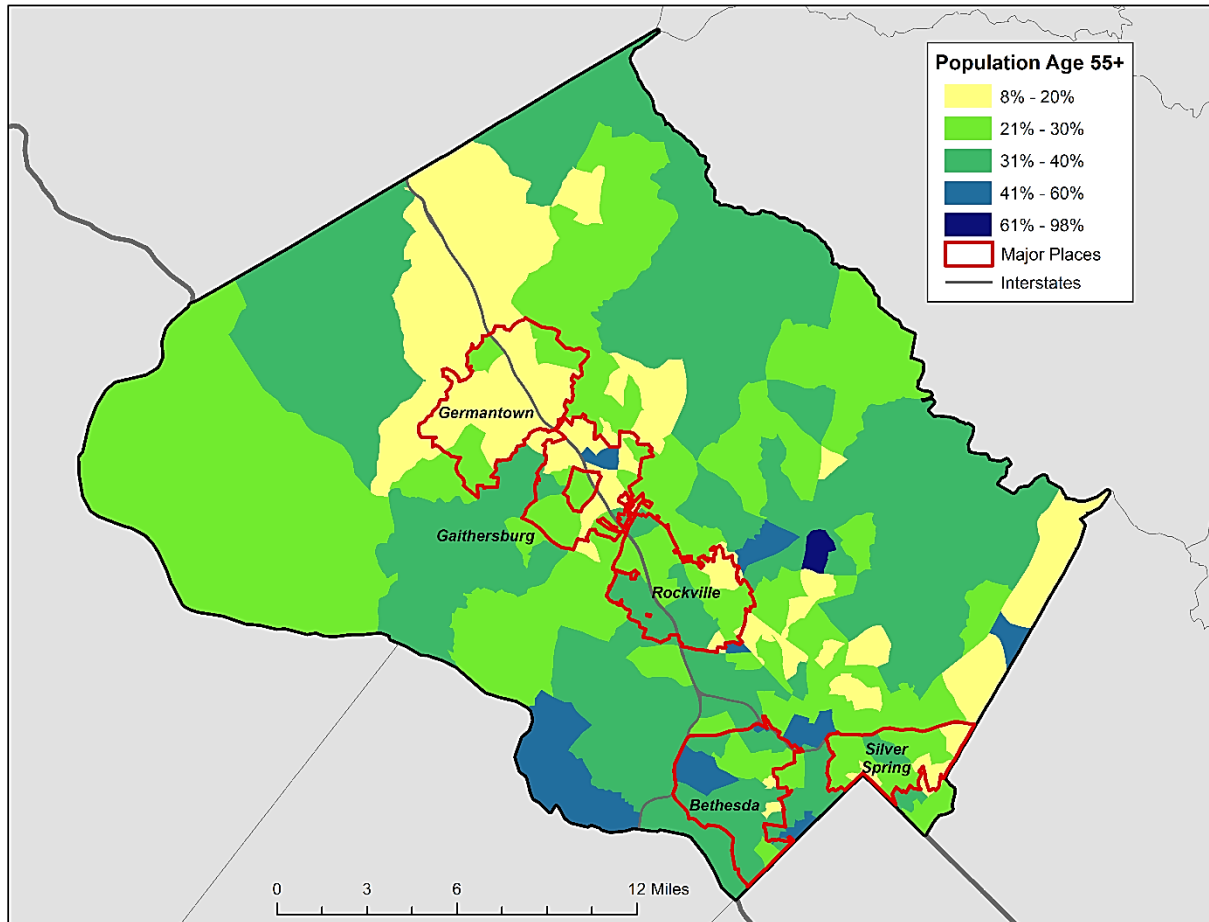 Population Age 55+
8% - 20%
21% - 30%
31% - 40%
41% - 60%
61% - 98%
Major Places
Interstates
Germantown
Gaithersburg
Rockville
Silver
Spring
Bethesda
0 3 6 12 Miles